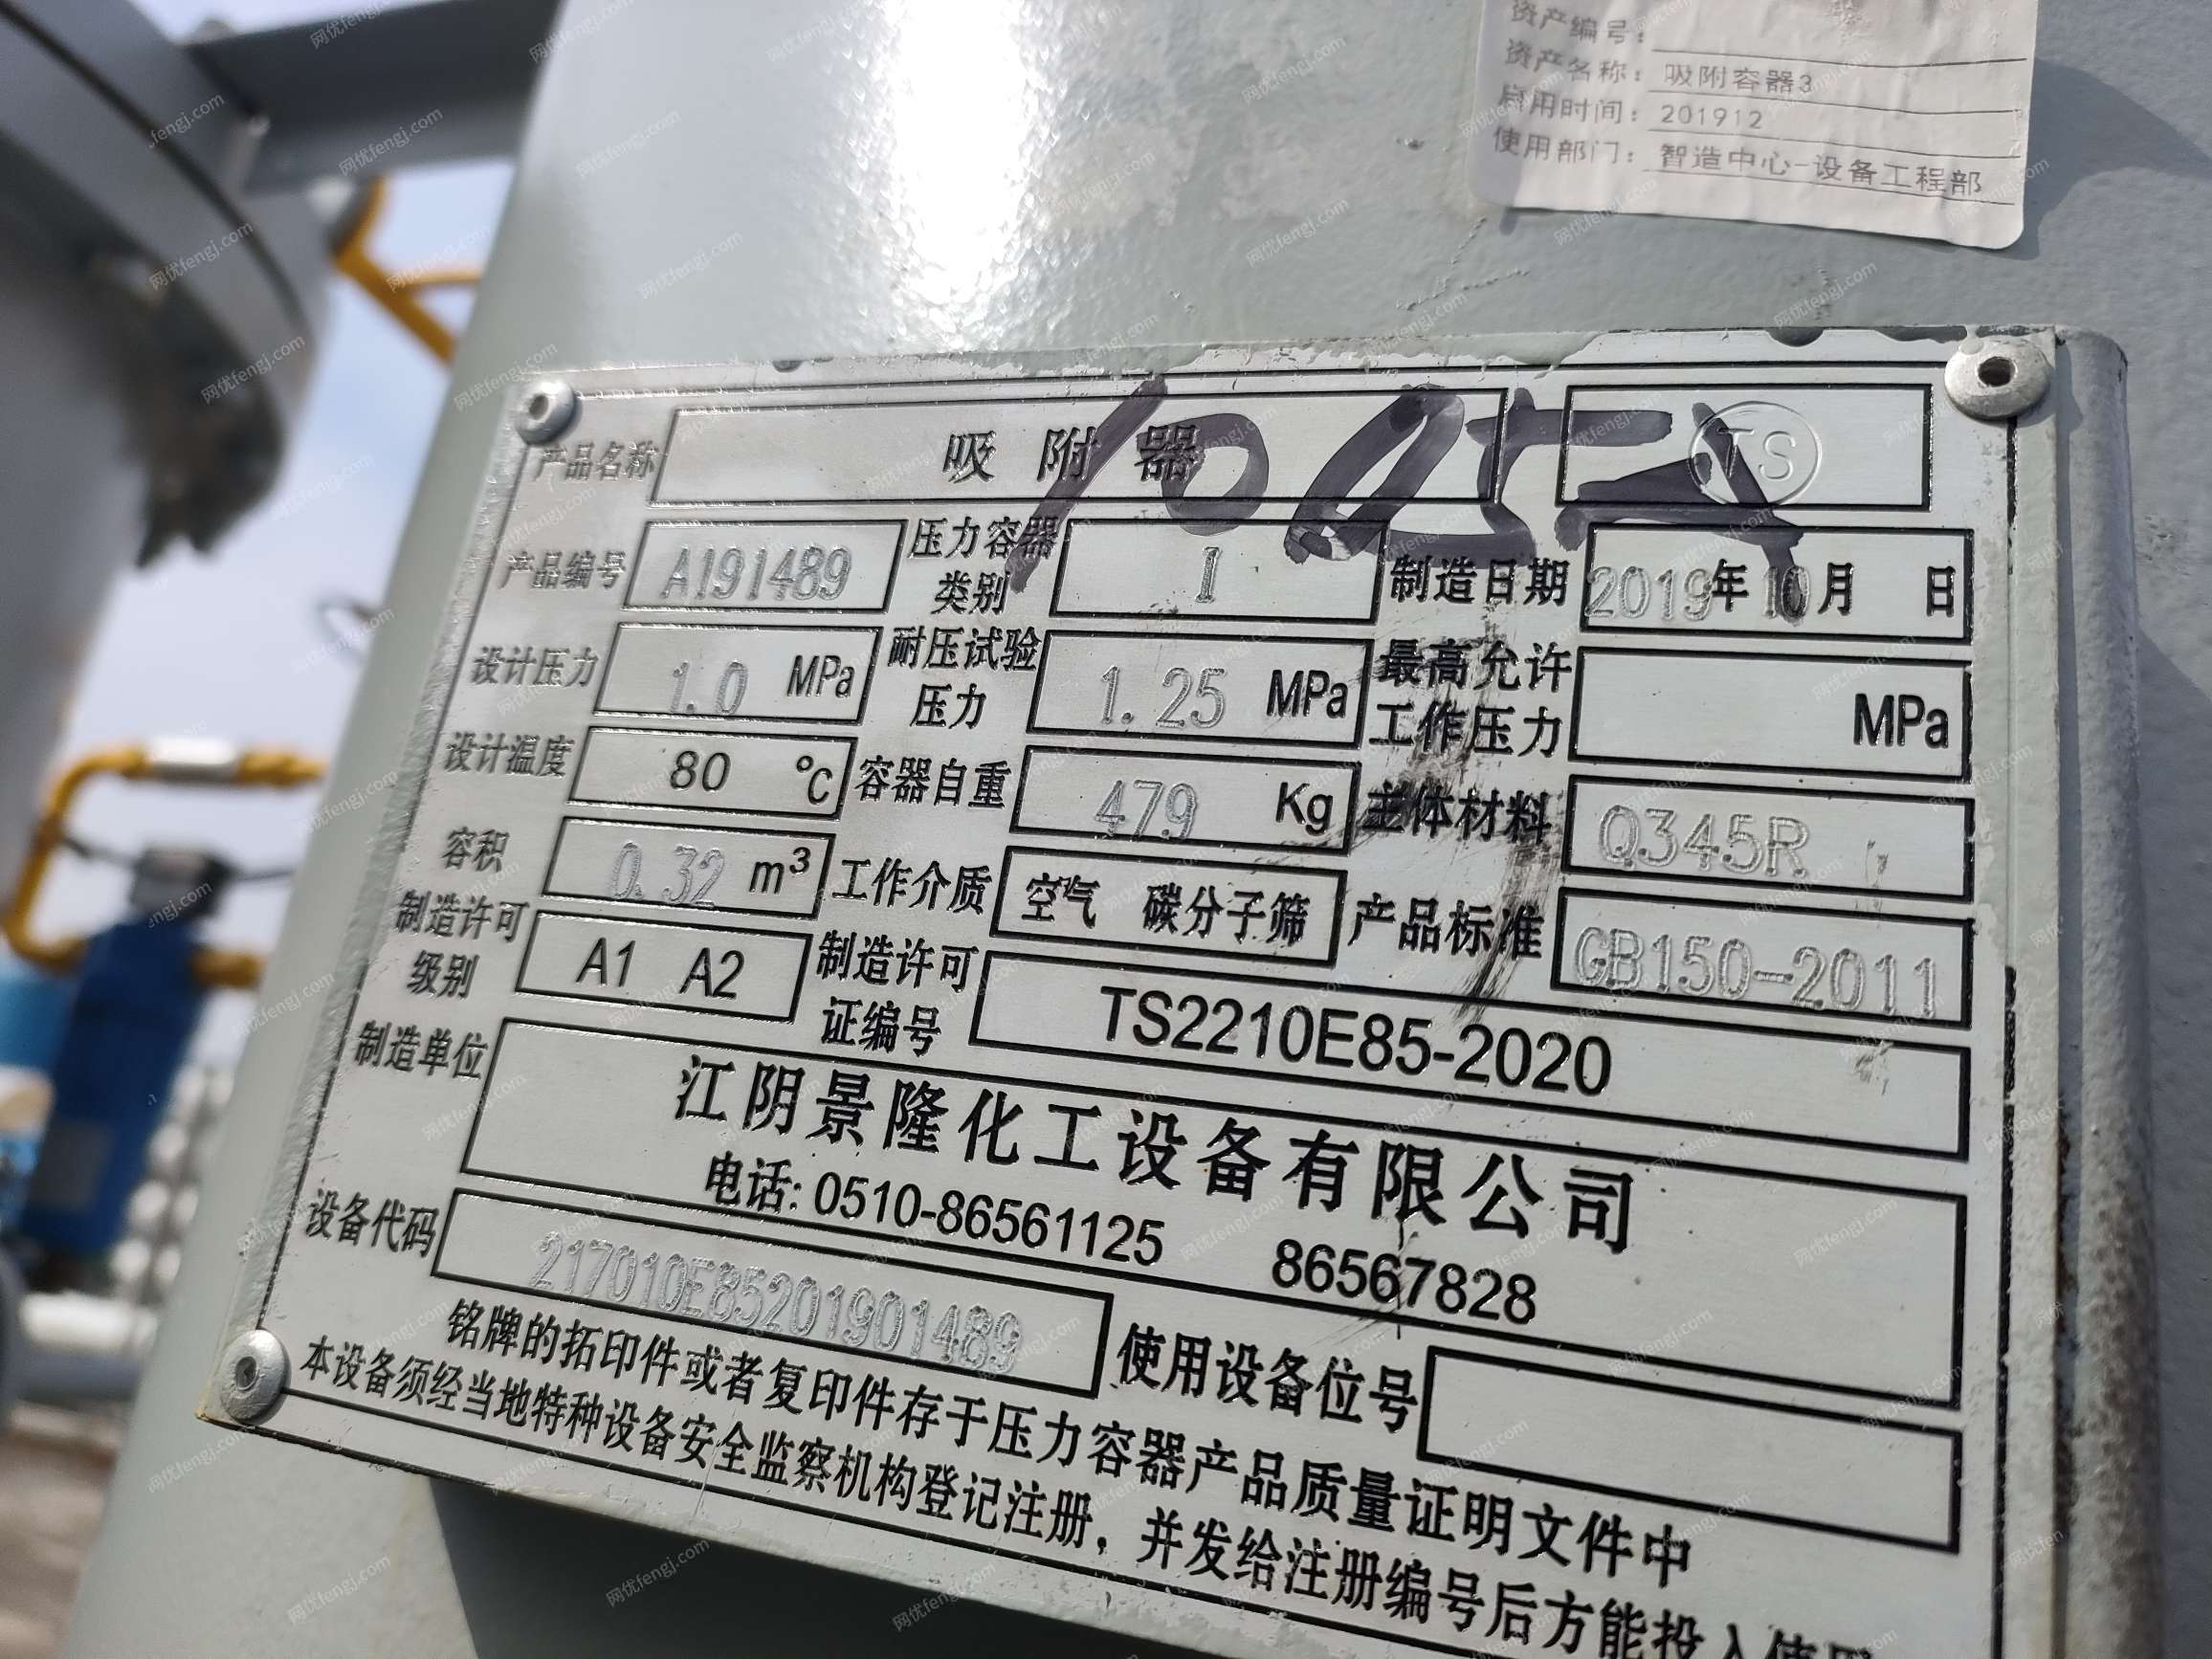 资产编号：
资产名称：吸附容器3
启用时间：201912
使用部门：智造中心-设备工程部
产品名称 吸附器 TS
产品编号 A191489 压力容器类别 I 制造日期 2019年10月 日
设计压力 1.0 MPa 耐压试验压力 1.25 MPa 最高允许工作压力 MPa
设计温度 80 ℃ 容器自重 479 Kg 主体材料 Q345R
容积 0.32 m³ 工作介质 空气 碳分子筛 产品标准 GB150-2011
制造许可级别 A1 A2 制造许可证编号 TS2210E85-2020
制造单位 江阴景隆化工设备有限公司
电话: 0510-86561125 86567828
设备代码 217010E85201901489 使用设备位号
铭牌的拓印件或者复印件存于压力容器产品质量证明文件中
本设备须经当地特种设备安全监察机构登记注册，并发给注册编号后方能投入使用
网优fengj.com